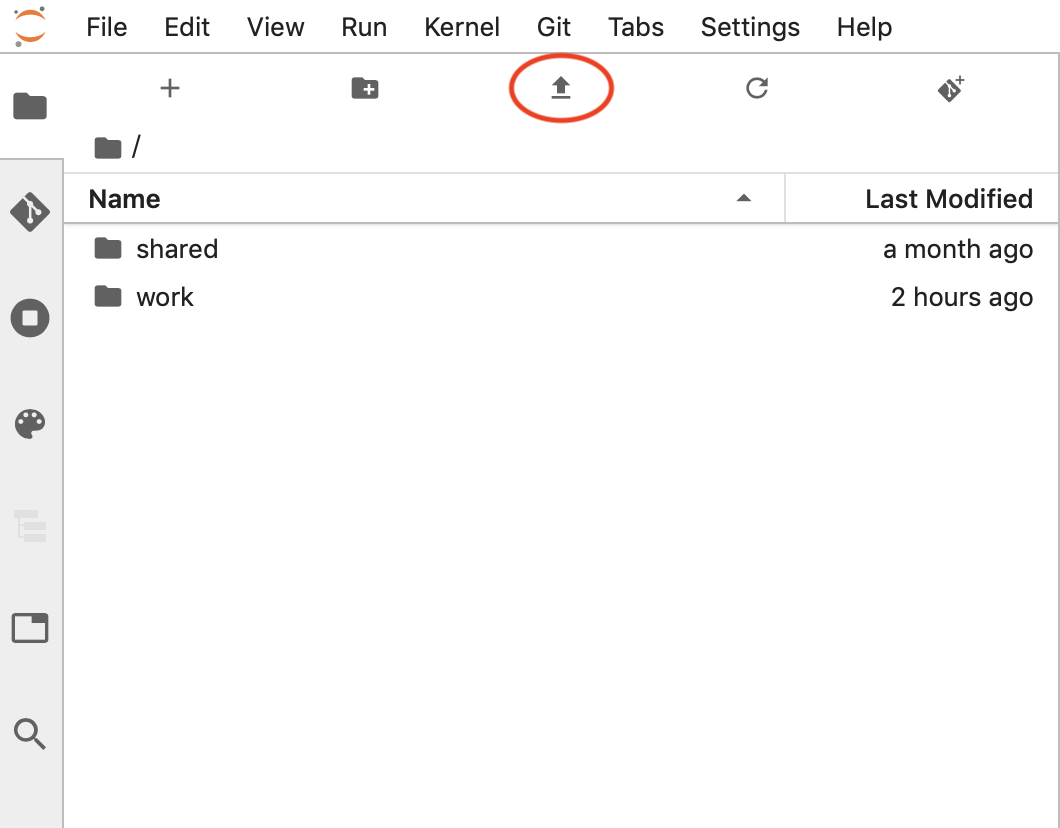 File Edit View Run Kernel Git Tabs Settings Help
/
Name Last Modified
shared a month ago
work 2 hours ago